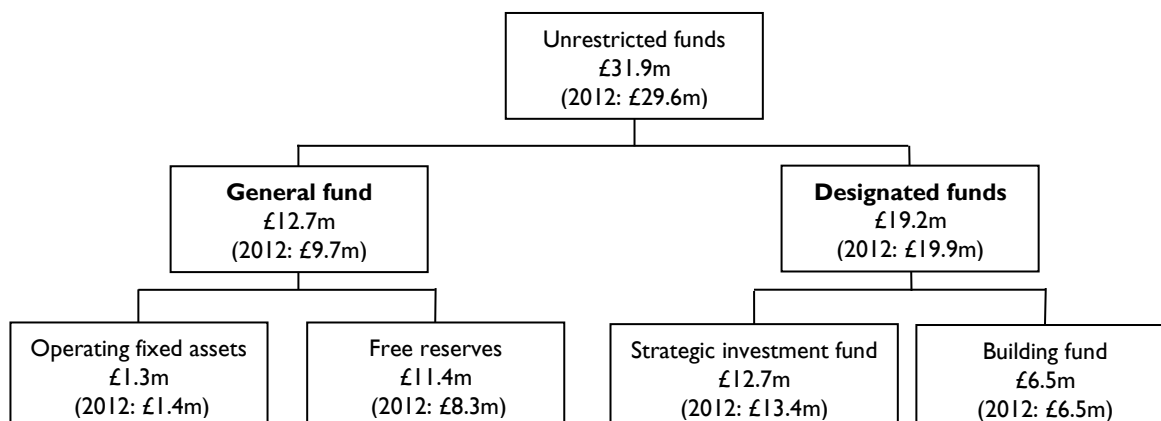 Unrestricted funds
£31.9m
(2012: £29.6m)
General fund
£12.7m
(2012: £9.7m)
Designated funds
£19.2m
(2012: £19.9m)
Operating fixed assets
£1.3m
(2012: £1.4m)
Free reserves
£11.4m
(2012: £8.3m)
Strategic investment fund
£12.7m
(2012: £13.4m)
Building fund
£6.5m
(2012: £6.5m)